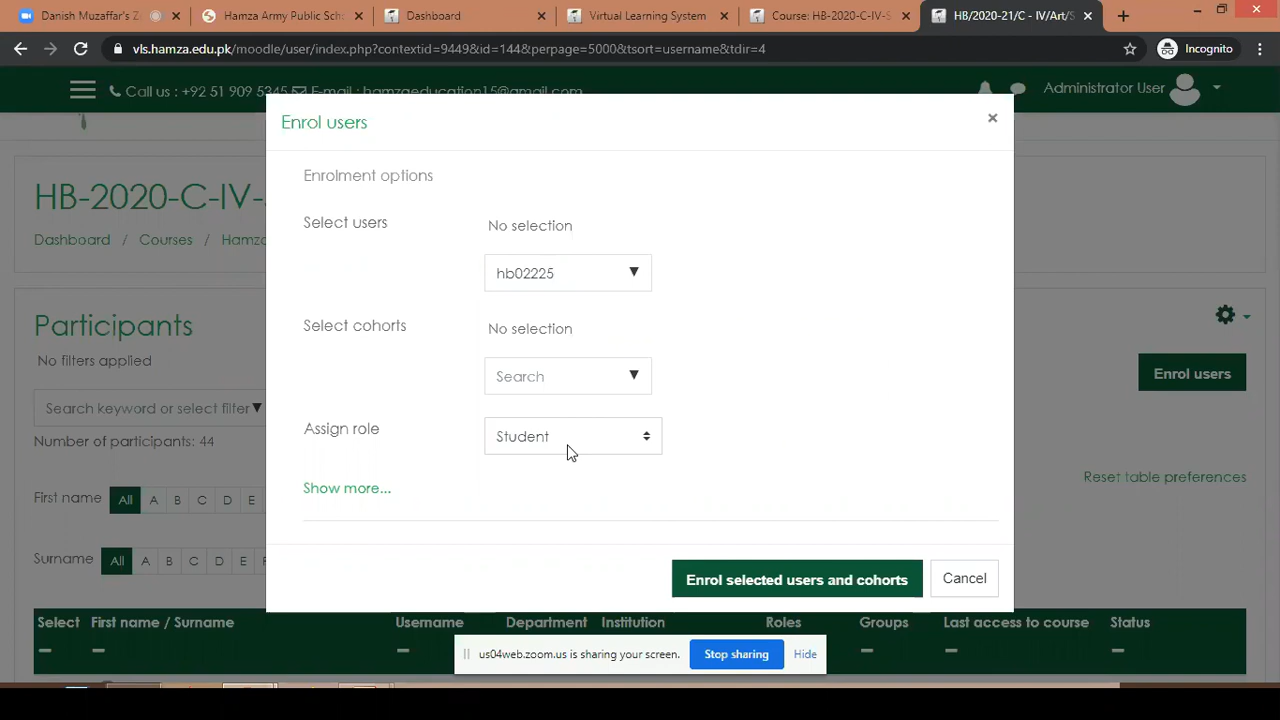 Danish Muzaffar's Z
Hamza Army Public Sch
Dashboard
Virtual Learning System
Course: HB-2020-C-IV-S
HB/2020-21/C - IV/Art/S
vls.hamza.edu.pk/moodle/user/index.php?contextid=9449&id=144&perpage=5000&tsort=username&tdir=4
Incognito
Call us : +92 51 909 5345 E-mail : hamzaeducation15@gmail.com
Administrator User
Enrol users
×
Enrolment options
HB-2020-C-IV-
Select users
No selection
Dashboard / Courses / Hamza
hb02225
Select cohorts
No selection
Participants
No filters applied
Enrol users
Search
Search keyword or select filter
Assign role
Student
Number of participants: 44
Reset table preferences
Show more...
First name All A B C D E
Surname All A B C D E
Enrol selected users and cohorts
Cancel
Select First name / Surname Username Department Institution Roles Groups Last access to course Status
us04web.zoom.us is sharing your screen. Stop sharing Hide